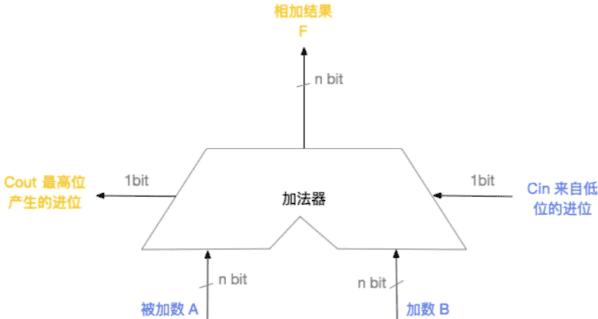 相加结果
F
n bit
Cout 最高位
产生的进位
1bit
加法器
1bit
Cin 来自低
位的进位
n bit
n bit
被加数 A
加数 B